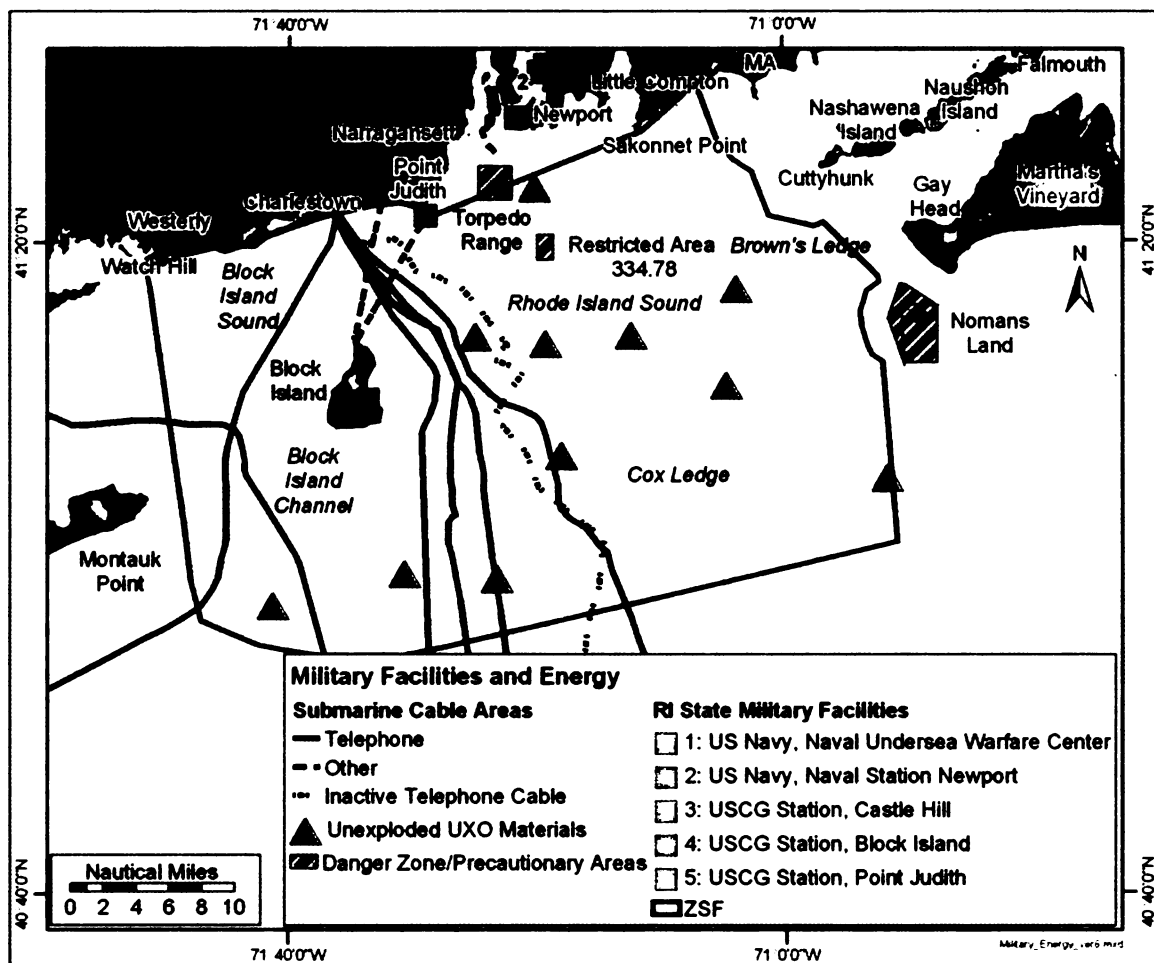 71°40'0"W
71°0'0"W
MA
Falmouth
2
Little Compton
Naushon
Island
Nashawena
Island
Newport
Narragansett
Sakonnet Point
Cuttyhunk
Point
Judith
Martha's
Vineyard
Gay
Head
Charlestown
Torpedo
Range
Westerly
41°20'0"N
41°20'0"N
Restricted Area
334.78
Brown's Ledge
N
Watch Hill
Block
Island
Sound
Rhode Island Sound
Nomans
Land
Block
Island
Block
Island
Channel
Cox Ledge
Montauk
Point
Military Facilities and Energy
Submarine Cable Areas
Telephone
Other
Inactive Telephone Cable
Unexploded UXO Materials
Danger Zone/Precautionary Areas
RI State Military Facilities
1: US Navy, Naval Undersea Warfare Center
2: US Navy, Naval Station Newport
3: USCG Station, Castle Hill
4: USCG Station, Block Island
5: USCG Station, Point Judith
ZSF
Nautical Miles
0 2 4 6 8 10
40°40'0"N
40°40'0"N
71°40'0"W
71°0'0"W
Military_Energy_ver6.mxd